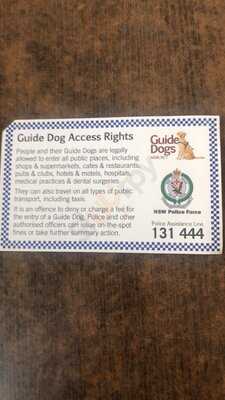 Guide Dog Access Rights
People and their Guide Dogs are legally
allowed to enter all public places, including
shops & supermarkets, cafes & restaurants,
pubs & clubs, hotels & motels, hospitals,
medical practices & dental surgeries.
They can also travel on all types of public
transport, including taxis.
It is an offence to deny or charge a fee for
the entry of a Guide Dog. Police and other
authorised officers can issue on-the-spot
fines or take further summary action.
Guide
Dogs
NSW Police Force
Police Assistance Line
131 444